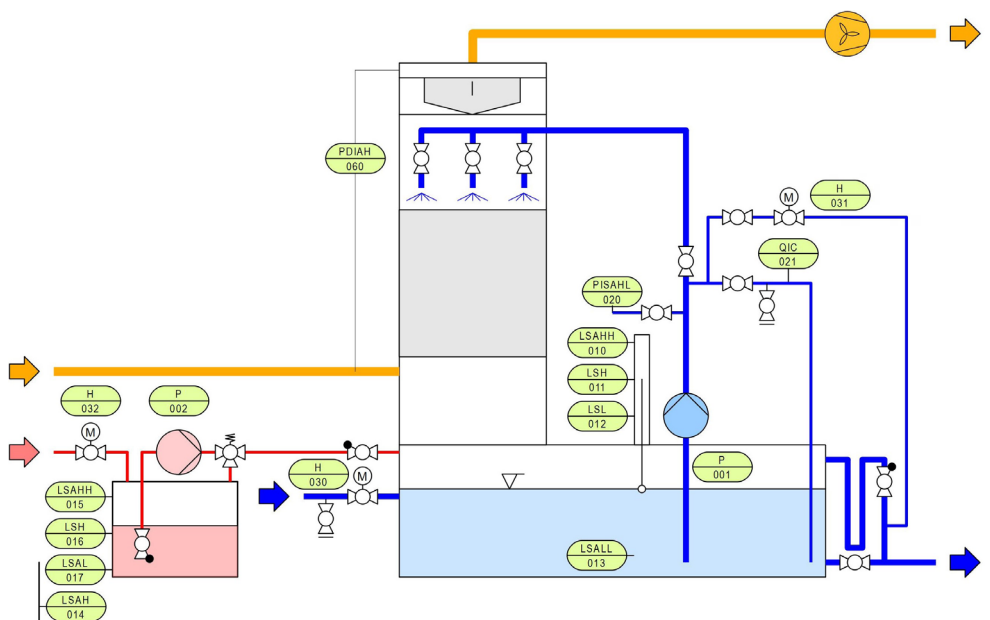 PDIAH
060
H
031
QIC
021
PISAHL
020
LSAHH
010
LSH
011
LSL
012
H
032
P
002
M
M
H
030
M
P
001
LSAHH
015
LSH
016
LSAL
017
LSAH
014
LSALL
013